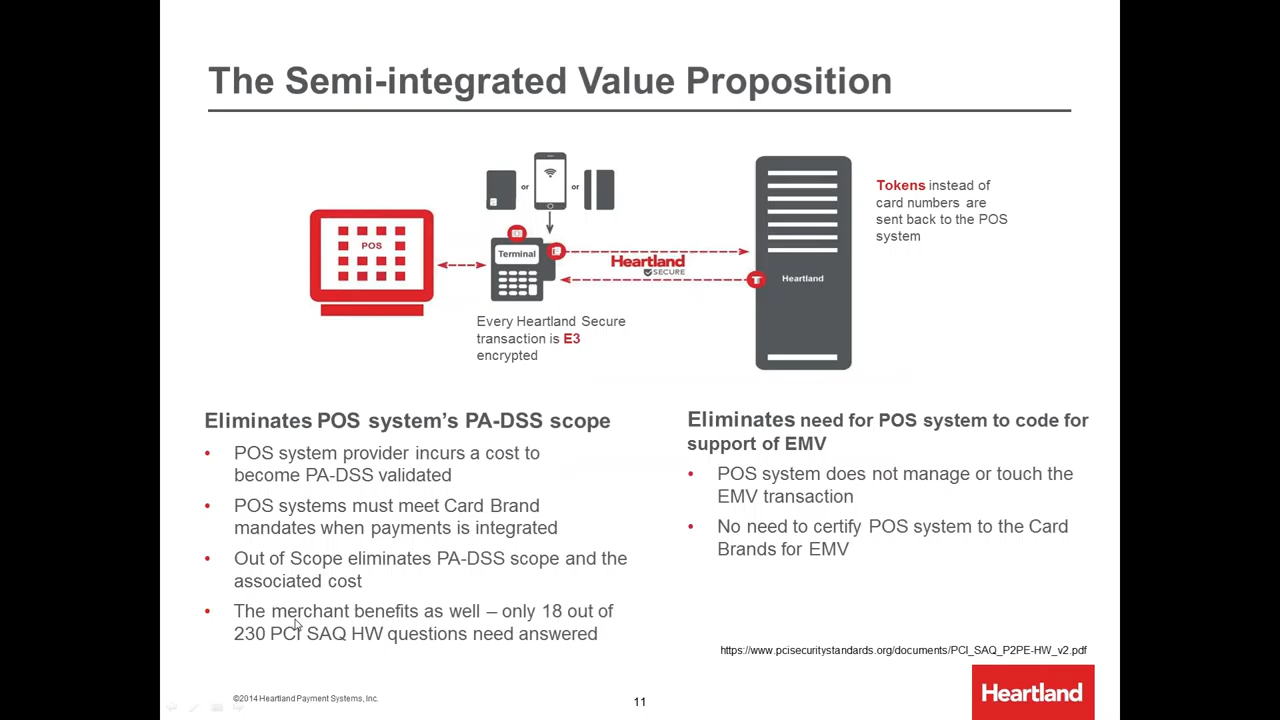 The Semi-integrated Value Proposition
or
or
POS
Terminal
Heartland
SECURE
Heartland
Tokens instead of
card numbers are
sent back to the POS
system
Every Heartland Secure
transaction is E3
encrypted
Eliminates POS system's PA-DSS scope
• POS system provider incurs a cost to
become PA-DSS validated
• POS systems must meet Card Brand
mandates when payments is integrated
• Out of Scope eliminates PA-DSS scope and the
associated cost
• The merchant benefits as well – only 18 out of
230 PCI SAQ HW questions need answered
Eliminates need for POS system to code for
support of EMV
• POS system does not manage or touch the
EMV transaction
• No need to certify POS system to the Card
Brands for EMV
https://www.pcisecuritystandards.org/documents/PCI_SAQ_P2PE-HW_v2.pdf
©2014 Heartland Payment Systems, Inc.
11
Heartland